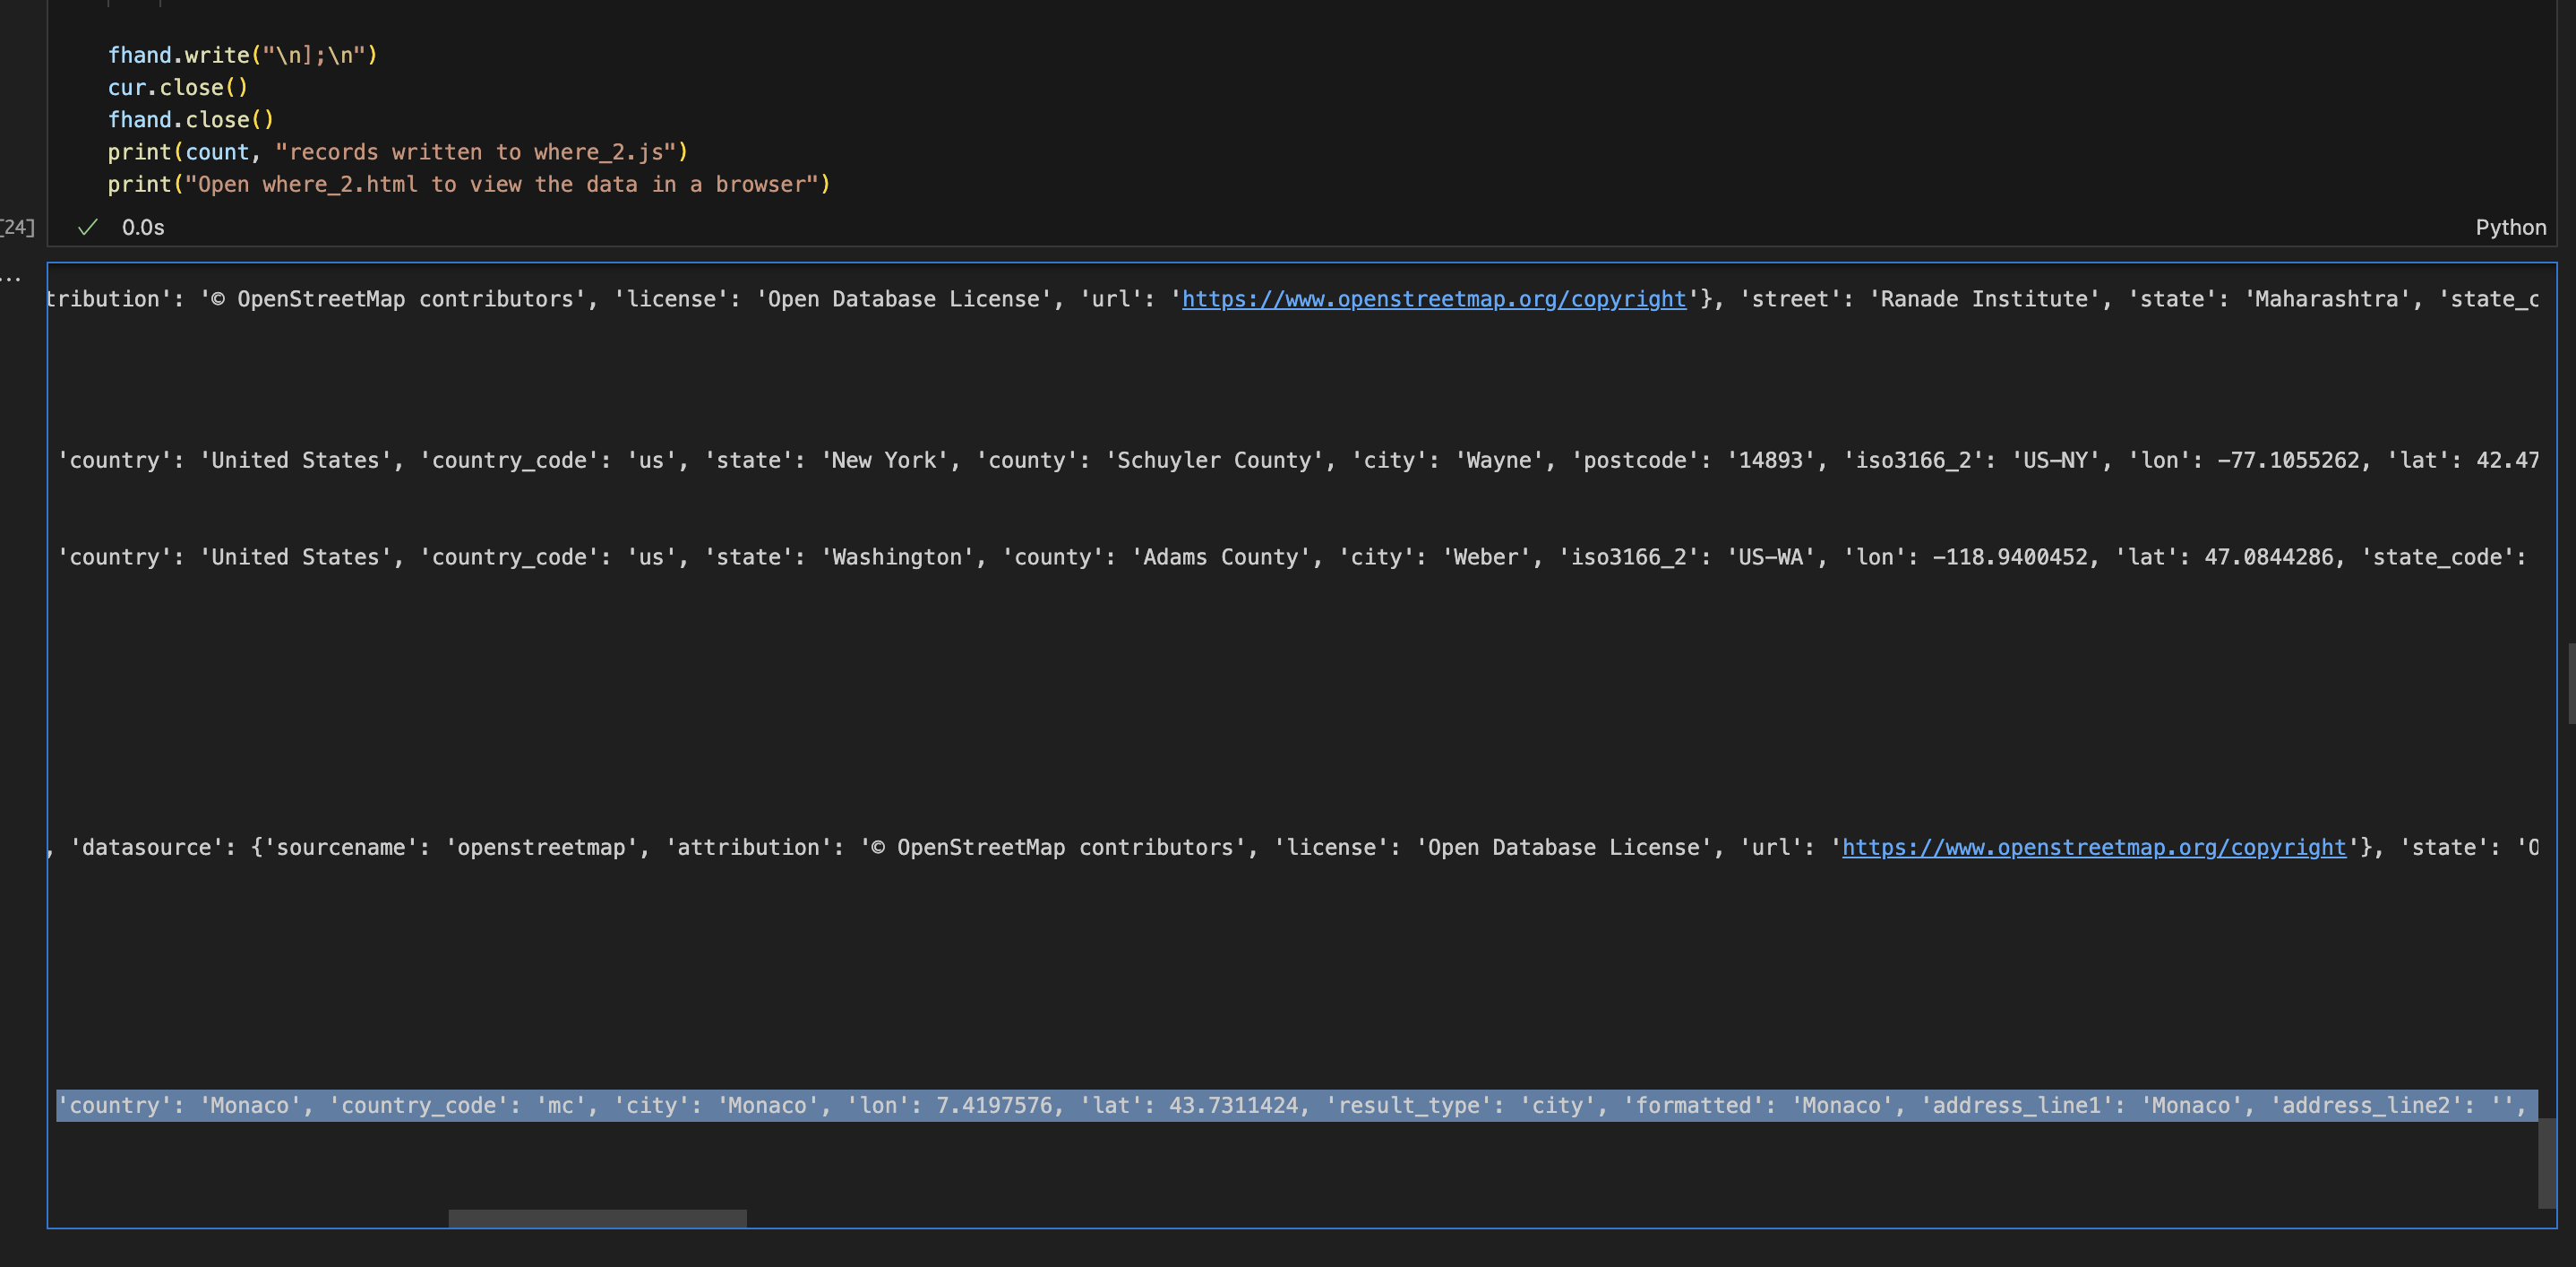 fhand.write("\n];\n")
cur.close()
fhand.close()
print(count, "records written to where_2.js")
print("Open where_2.html to view the data in a browser")
[24]
0.0s
Python
...
tribution': '© OpenStreetMap contributors', 'license': 'Open Database License', 'url': 'https://www.openstreetmap.org/copyright'}, 'street': 'Ranade Institute', 'state': 'Maharashtra', 'state_c
'country': 'United States', 'country_code': 'us', 'state': 'New York', 'county': 'Schuyler County', 'city': 'Wayne', 'postcode': '14893', 'iso3166_2': 'US-NY', 'lon': -77.1055262, 'lat': 42.47
'country': 'United States', 'country_code': 'us', 'state': 'Washington', 'county': 'Adams County', 'city': 'Weber', 'iso3166_2': 'US-WA', 'lon': -118.9400452, 'lat': 47.0844286, 'state_code':
, 'datasource': {'sourcename': 'openstreetmap', 'attribution': '© OpenStreetMap contributors', 'license': 'Open Database License', 'url': 'https://www.openstreetmap.org/copyright'}, 'state': 'O
'country': 'Monaco', 'country_code': 'mc', 'city': 'Monaco', 'lon': 7.4197576, 'lat': 43.7311424, 'result_type': 'city', 'formatted': 'Monaco', 'address_line1': 'Monaco', 'address_line2': '',